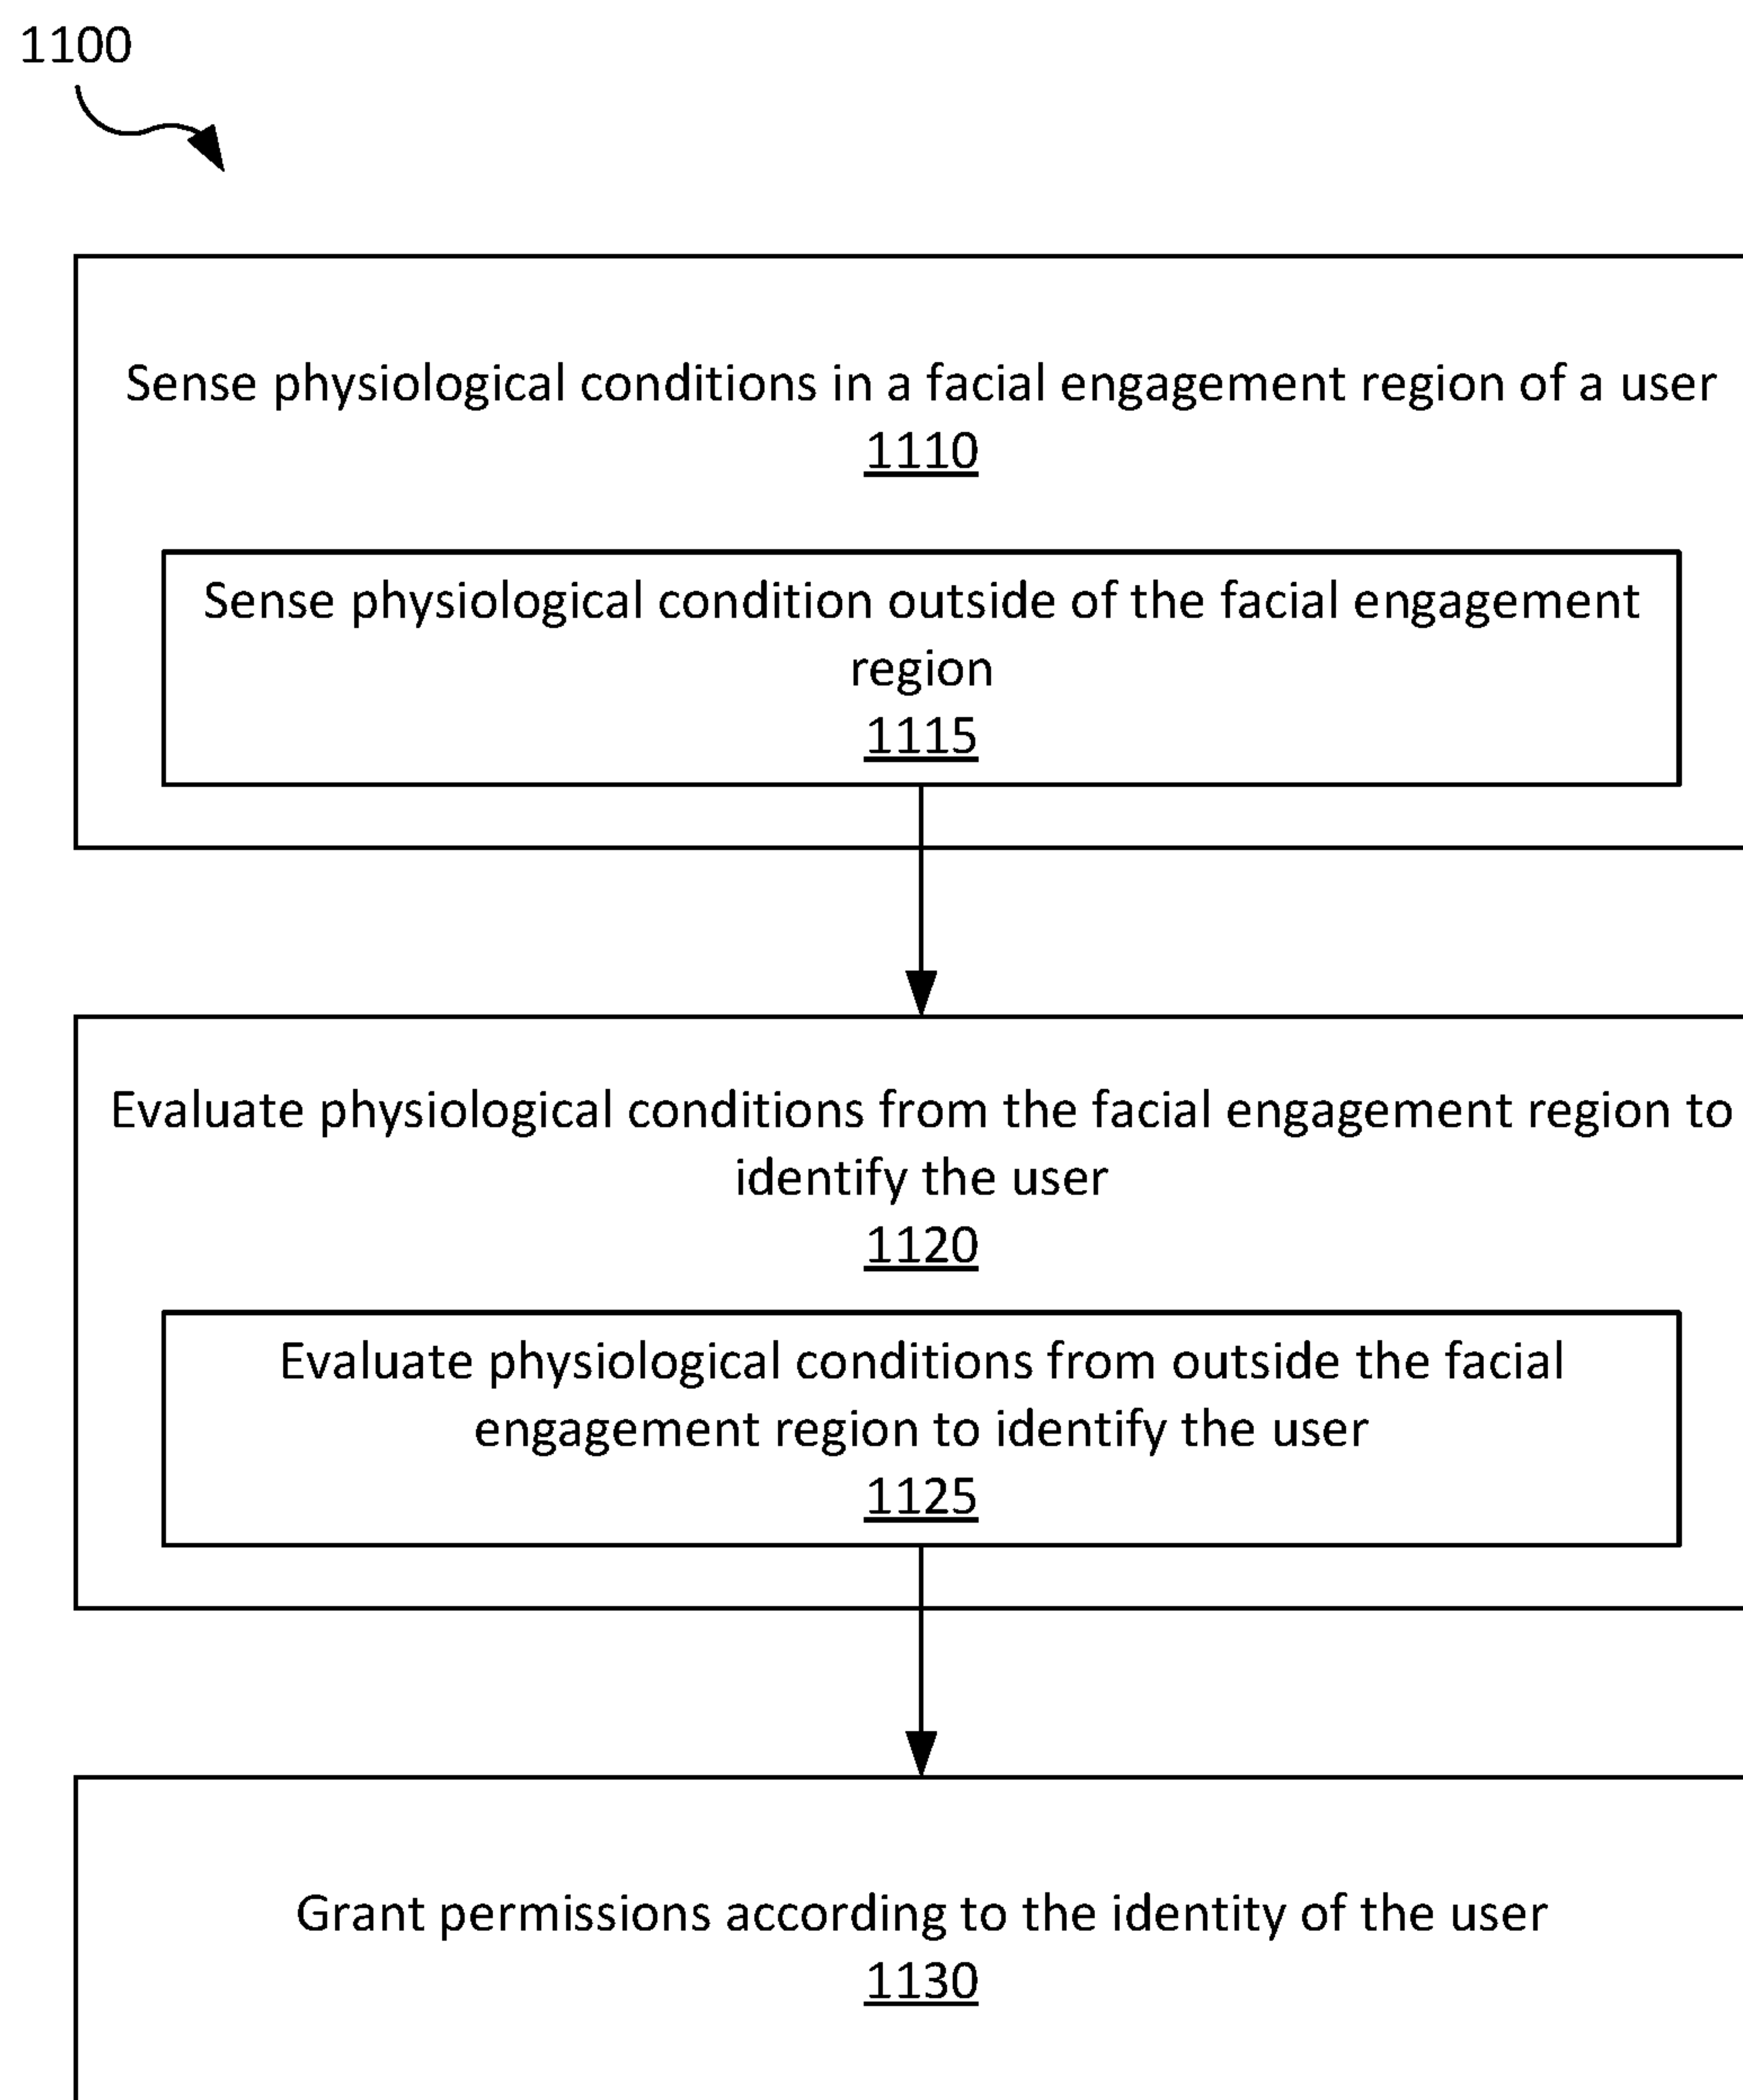 1100
Sense physiological conditions in a facial engagement region of a user
1110
Sense physiological condition outside of the facial engagement
region
1115
Evaluate physiological conditions from the facial engagement region to
identify the user
1120
Evaluate physiological conditions from outside the facial
engagement region to identify the user
1125
Grant permissions according to the identity of the user
1130